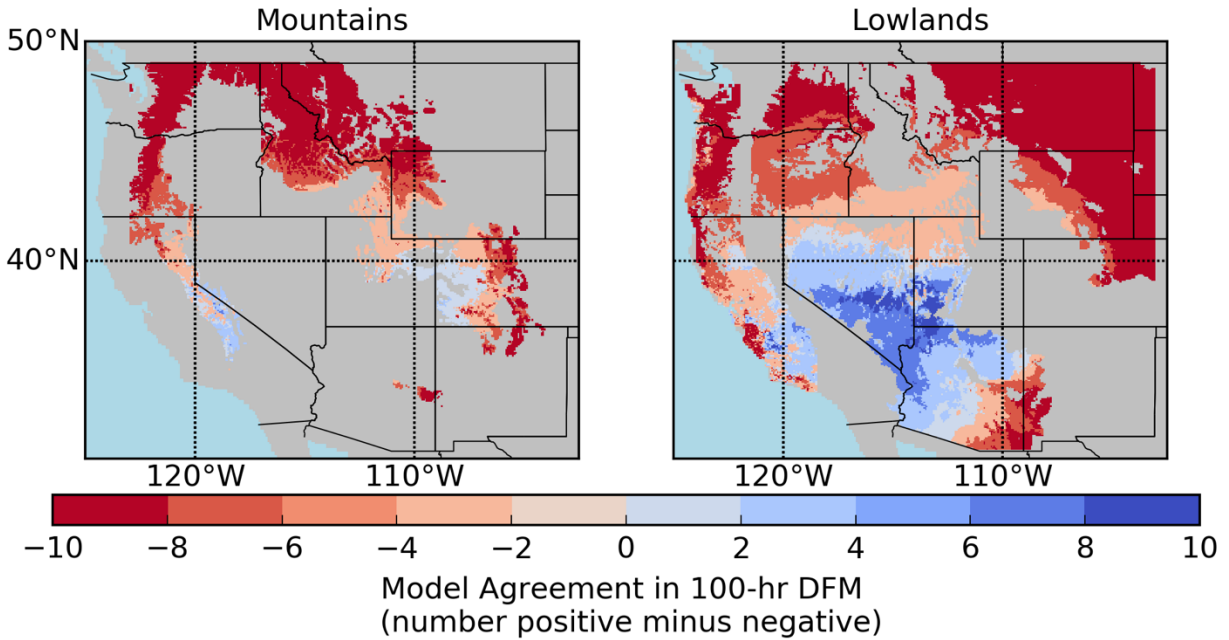 Mountains
Lowlands
50°N
40°N
120°W
110°W
120°W
110°W
−10
−8
−6
−4
−2
0
2
4
6
8
10
Model Agreement in 100-hr DFM
(number positive minus negative)